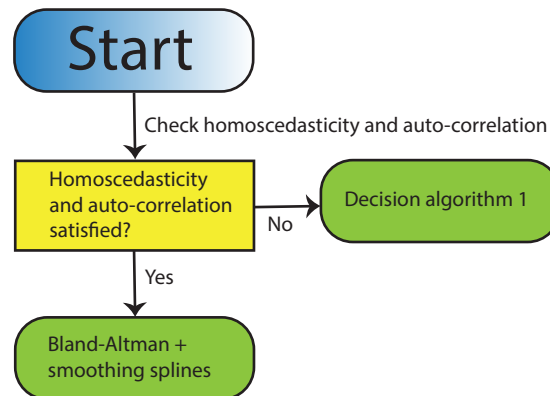 Start
Check homoscedasticity and auto-correlation
Homoscedasticity
and auto-correlation
satisfied?
No
Decision algorithm 1
Yes
Bland-Altman +
smoothing splines